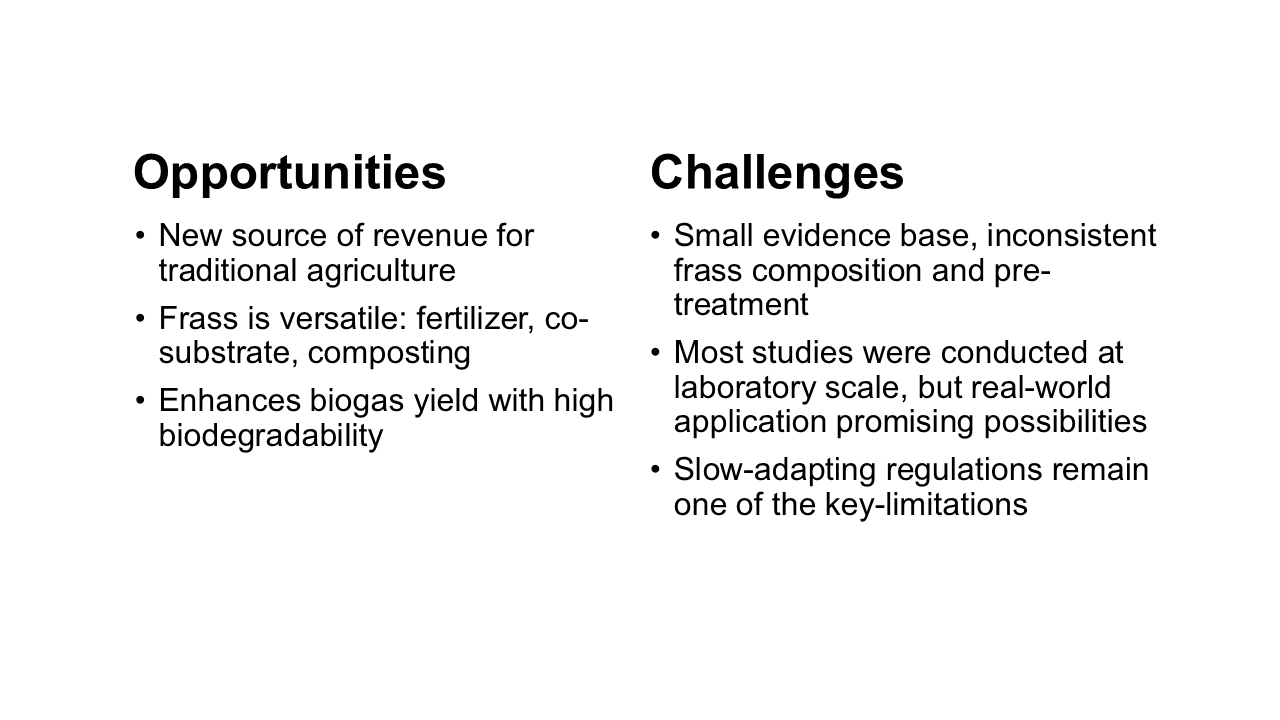 Opportunities
• New source of revenue for
traditional agriculture
• Frass is versatile: fertilizer, co-
substrate, composting
• Enhances biogas yield with high
biodegradability
Challenges
• Small evidence base, inconsistent
frass composition and pre-
treatment
• Most studies were conducted at
laboratory scale, but real-world
application promising possibilities
• Slow-adapting regulations remain
one of the key-limitations